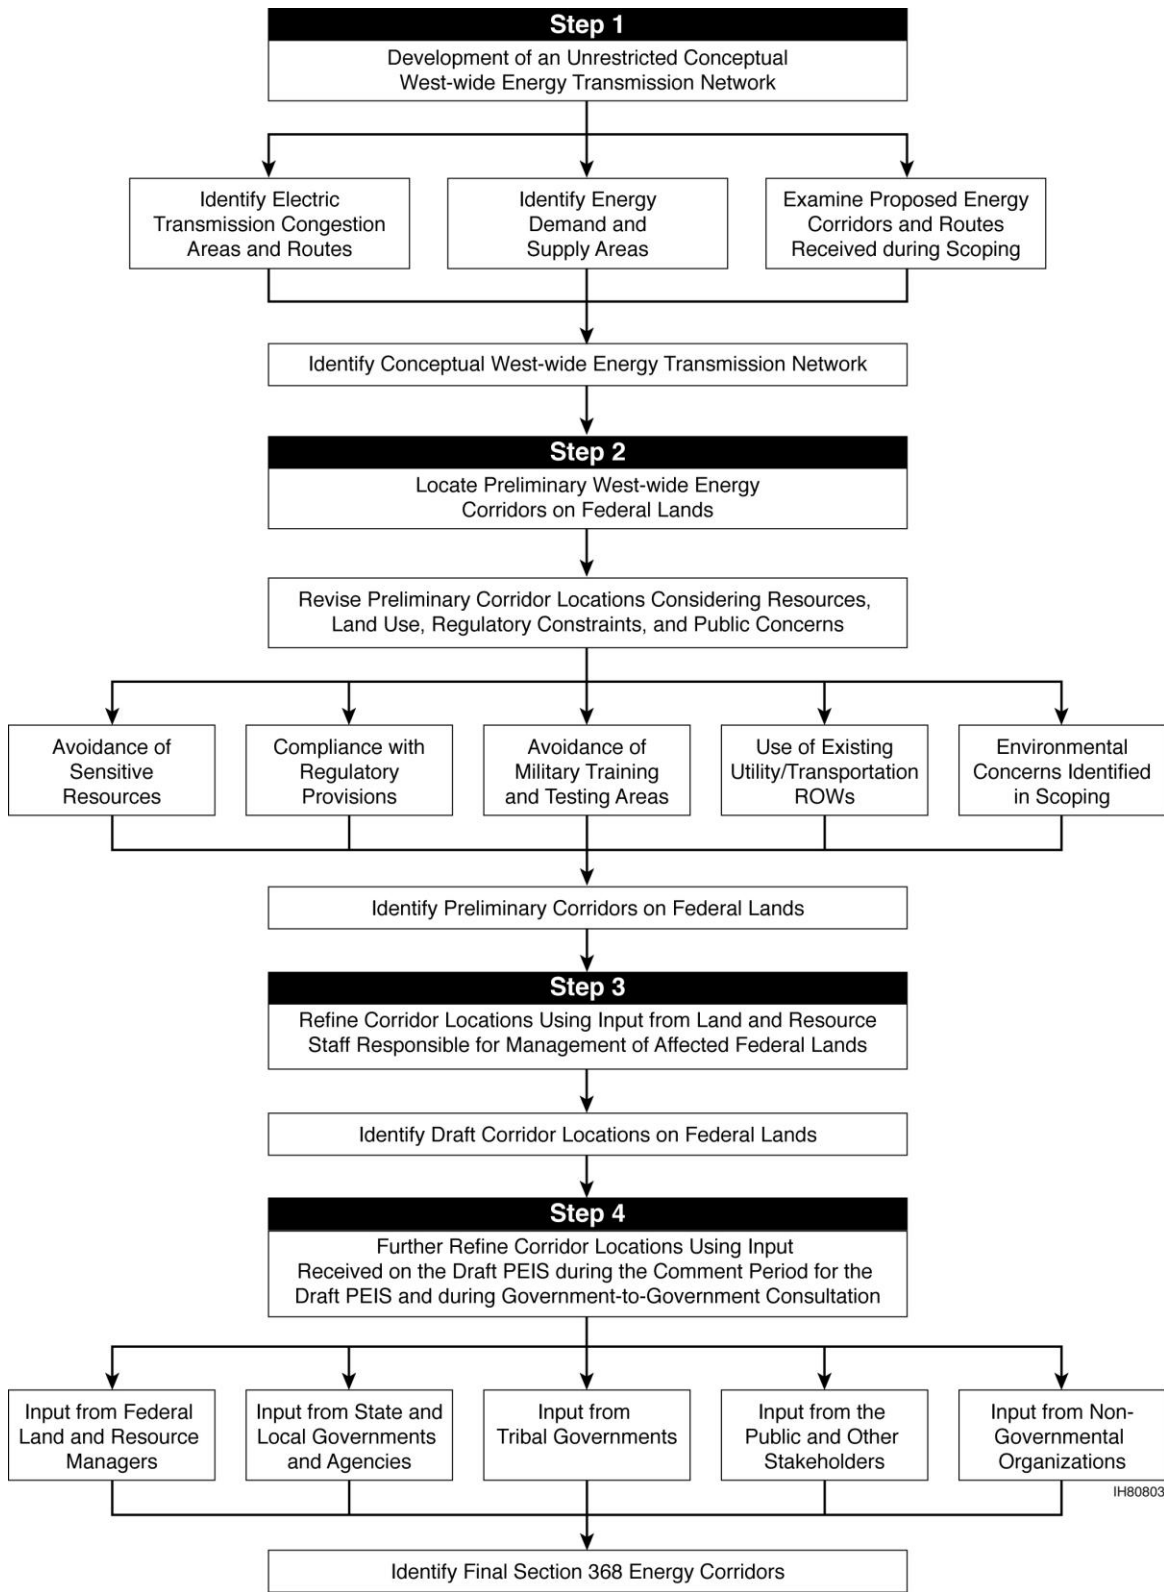 Step 1
Development of an Unrestricted Conceptual
West-wide Energy Transmission Network
Identify Electric
Transmission Congestion
Areas and Routes
Identify Energy
Demand and
Supply Areas
Examine Proposed Energy
Corridors and Routes
Received during Scoping
Identify Conceptual West-wide Energy Transmission Network
Step 2
Locate Preliminary West-wide Energy
Corridors on Federal Lands
Revise Preliminary Corridor Locations Considering Resources,
Land Use, Regulatory Constraints, and Public Concerns
Avoidance of
Sensitive
Resources
Compliance with
Regulatory
Provisions
Avoidance of
Military Training
and Testing Areas
Use of Existing
Utility/Transportation
ROWs
Environmental
Concerns Identified
in Scoping
Identify Preliminary Corridors on Federal Lands
Step 3
Refine Corridor Locations Using Input from Land and Resource
Staff Responsible for Management of Affected Federal Lands
Identify Draft Corridor Locations on Federal Lands
Step 4
Further Refine Corridor Locations Using Input
Received on the Draft PEIS during the Comment Period for the
Draft PEIS and during Government-to-Government Consultation
Input from Federal
Land and Resource
Managers
Input from State and
Local Governments
and Agencies
Input from
Tribal Governments
Input from the
Public and Other
Stakeholders
Input from Non-
Governmental
Organizations
IH80803
Identify Final Section 368 Energy Corridors